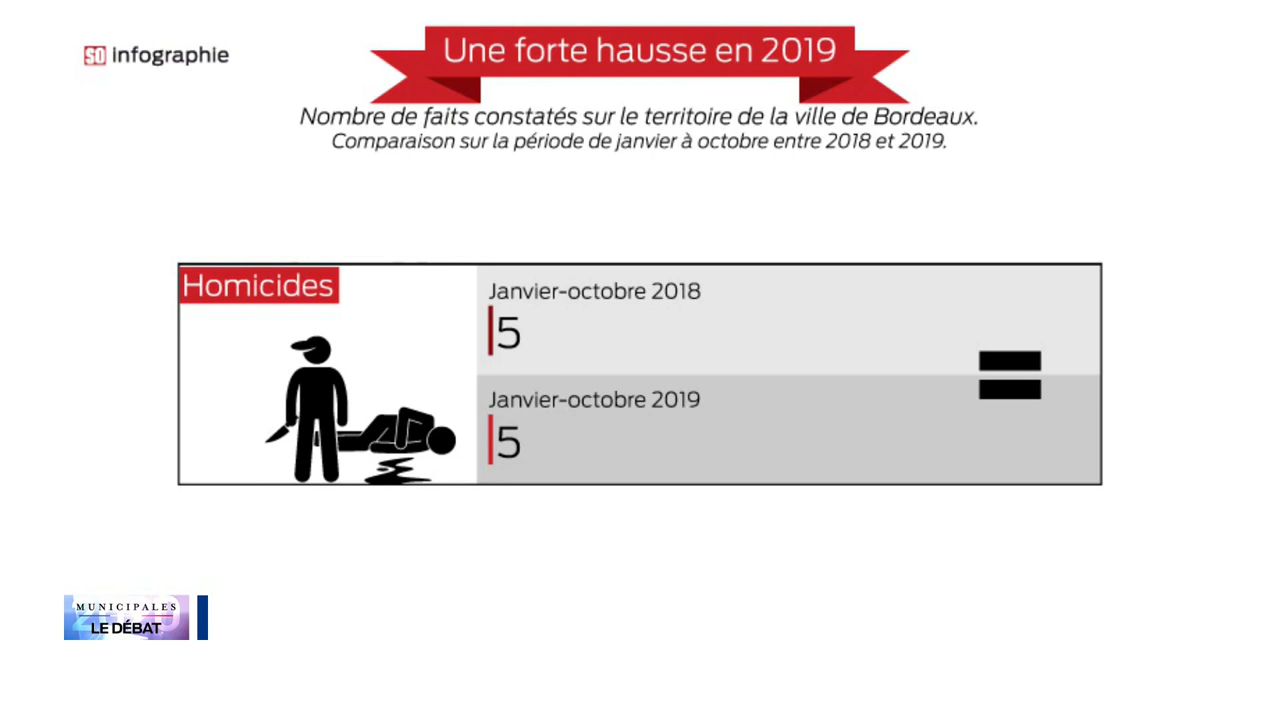 SO infographie
Une forte hausse en 2019
Nombre de faits constatés sur le territoire de la ville de Bordeaux.
Comparaison sur la période de janvier à octobre entre 2018 et 2019.
Homicides
Janvier-octobre 2018
5
Janvier-octobre 2019
5
=
MUNICIPALES
LE DÉBAT